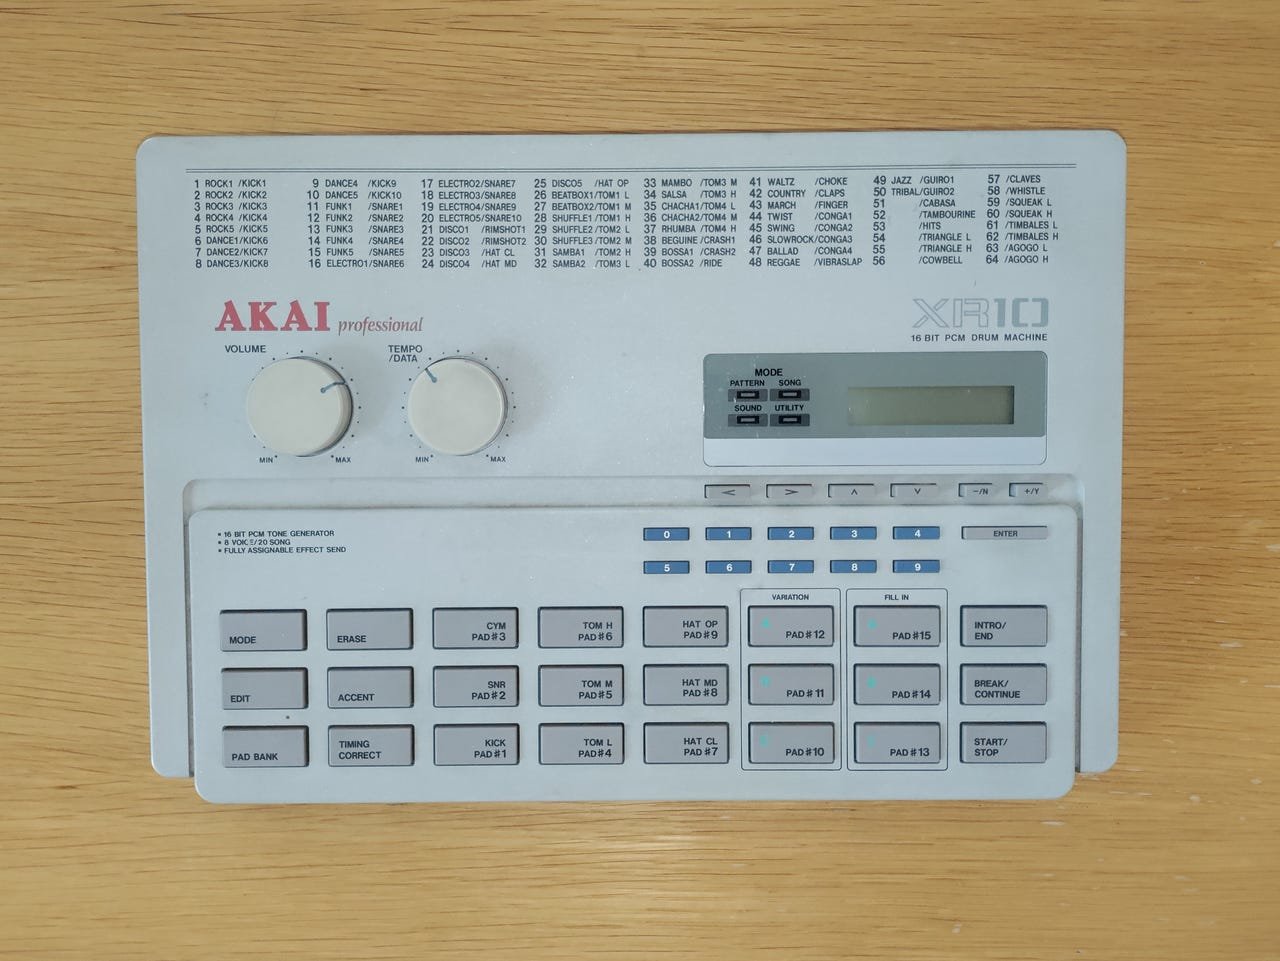 1 ROCK1 /KICK1 9 DANCE4 /KICK9 17 ELECTRO2/SNARE7 25 DISCO5 /HAT OP 33 MAMBO /TOM3 M 41 WALTZ /CHOKE 49 JAZZ /GUIRO1 57 /CLAVES
2 ROCK2 /KICK2 10 DANCE5 /KICK10 18 ELECTRO3/SNARE8 26 BEATBOX1/TOM1 L 34 SALSA /TOM3 H 42 COUNTRY /CLAPS 50 TRIBAL/GUIRO2 58 /WHISTLE
3 ROCK3 /KICK3 11 FUNK1 /SNARE1 19 ELECTRO4/SNARE9 27 BEATBOX2/TOM1 M 35 CHACHA1/TOM4 L 43 MARCH /FINGER 51 /CABASA 59 /SQUEAK L
4 ROCK4 /KICK4 12 FUNK2 /SNARE2 20 ELECTRO5/SNARE10 28 SHUFFLE1/TOM1 H 36 CHACHA2/TOM4 M 44 TWIST /CONGA1 52 /TAMBOURINE 60 /SQUEAK H
5 ROCK5 /KICK5 13 FUNK3 /SNARE3 21 DISCO1 /RIMSHOT1 29 SHUFFLE2/TOM2 L 37 RHUMBA /TOM4 H 45 SWING /CONGA2 53 /HITS 61 /TIMBALES L
6 DANCE1/KICK6 14 FUNK4 /SNARE4 22 DISCO2 /RIMSHOT2 30 SHUFFLE3/TOM2 M 38 BEGUINE/CRASH1 46 SLOWROCK/CONGA3 54 /TRIANGLE L 62 /TIMBALES H
7 DANCE2/KICK7 15 FUNK5 /SNARE5 23 DISCO3 /HAT CL 31 SAMBA1 /TOM2 H 39 BOSSA1 /CRASH2 47 BALLAD /CONGA4 55 /TRIANGLE H 63 /AGOGO L
8 DANCE3/KICK8 16 ELECTRO1/SNARE6 24 DISCO4 /HAT MD 32 SAMBA2 /TOM3 L 40 BOSSA2 /RIDE 48 REGGAE /VIBRASLAP 56 /COWBELL 64 /AGOGO H
AKAI professional
XR10
16 BIT PCM DRUM MACHINE
VOLUME
TEMPO
/DATA
MIN MAX MIN MAX
MODE
PATTERN SONG
SOUND UTILITY
< > ∧ ∨ −/N +/Y
▪ 16 BIT PCM TONE GENERATOR
▪ 8 VOICE/20 SONG
▪ FULLY ASSIGNABLE EFFECT SEND
0 1 2 3 4 ENTER
5 6 7 8 9
VARIATION FILL IN
MODE
ERASE
CYM
PAD#3
TOM H
PAD#6
HAT OP
PAD#9
PAD#12
PAD#15
INTRO/
END
EDIT
ACCENT
SNR
PAD#2
TOM M
PAD#5
HAT MD
PAD#8
PAD#11
PAD#14
BREAK/
CONTINUE
PAD BANK
TIMING
CORRECT
KICK
PAD#1
TOM L
PAD#4
HAT CL
PAD#7
PAD#10
PAD#13
START/
STOP